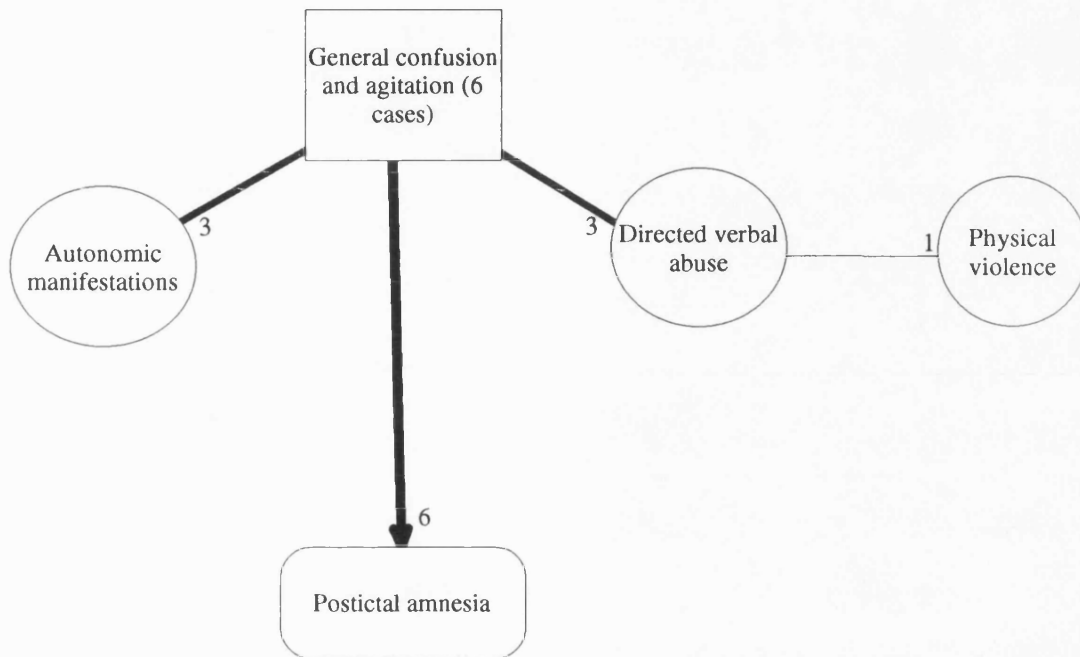 General confusion
and agitation (6
cases)
3
3
1
Autonomic
manifestations
Directed verbal
abuse
Physical
violence
6
Postictal amnesia